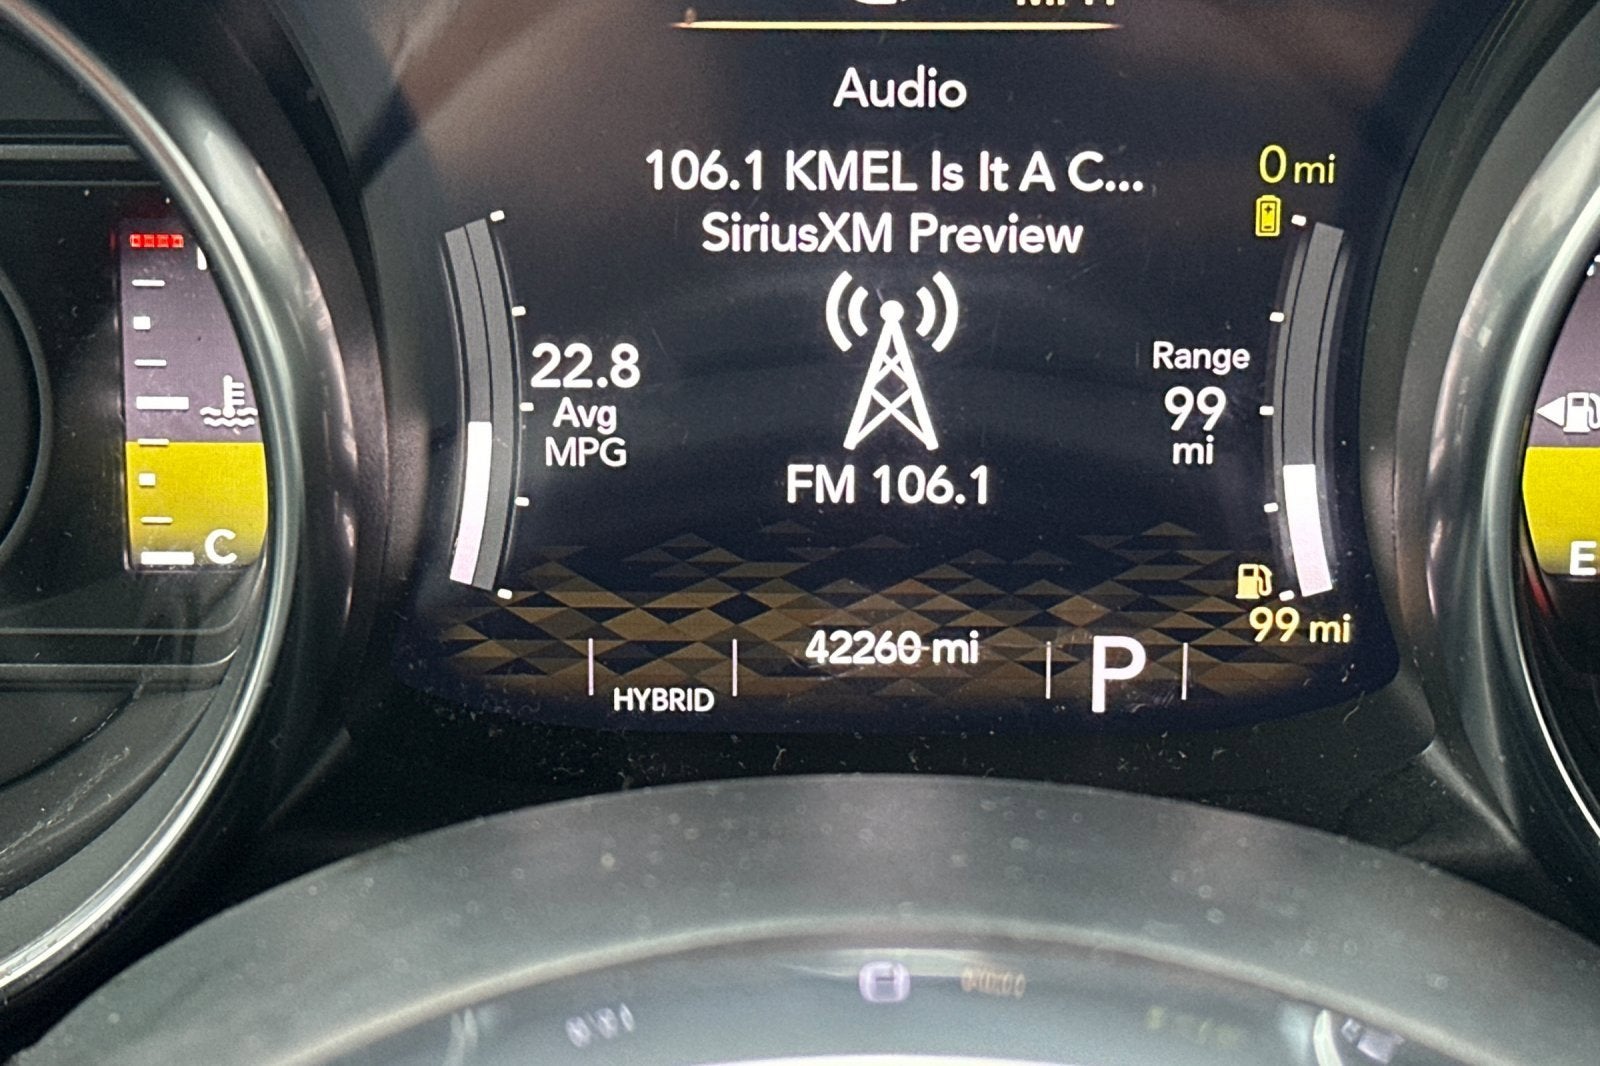 Audio
106.1 KMEL Is It A C...
SiriusXM Preview
0 mi
22.8
Avg
MPG
Range
99
mi
FM 106.1
C
E
99 mi
HYBRID
42260 mi
P